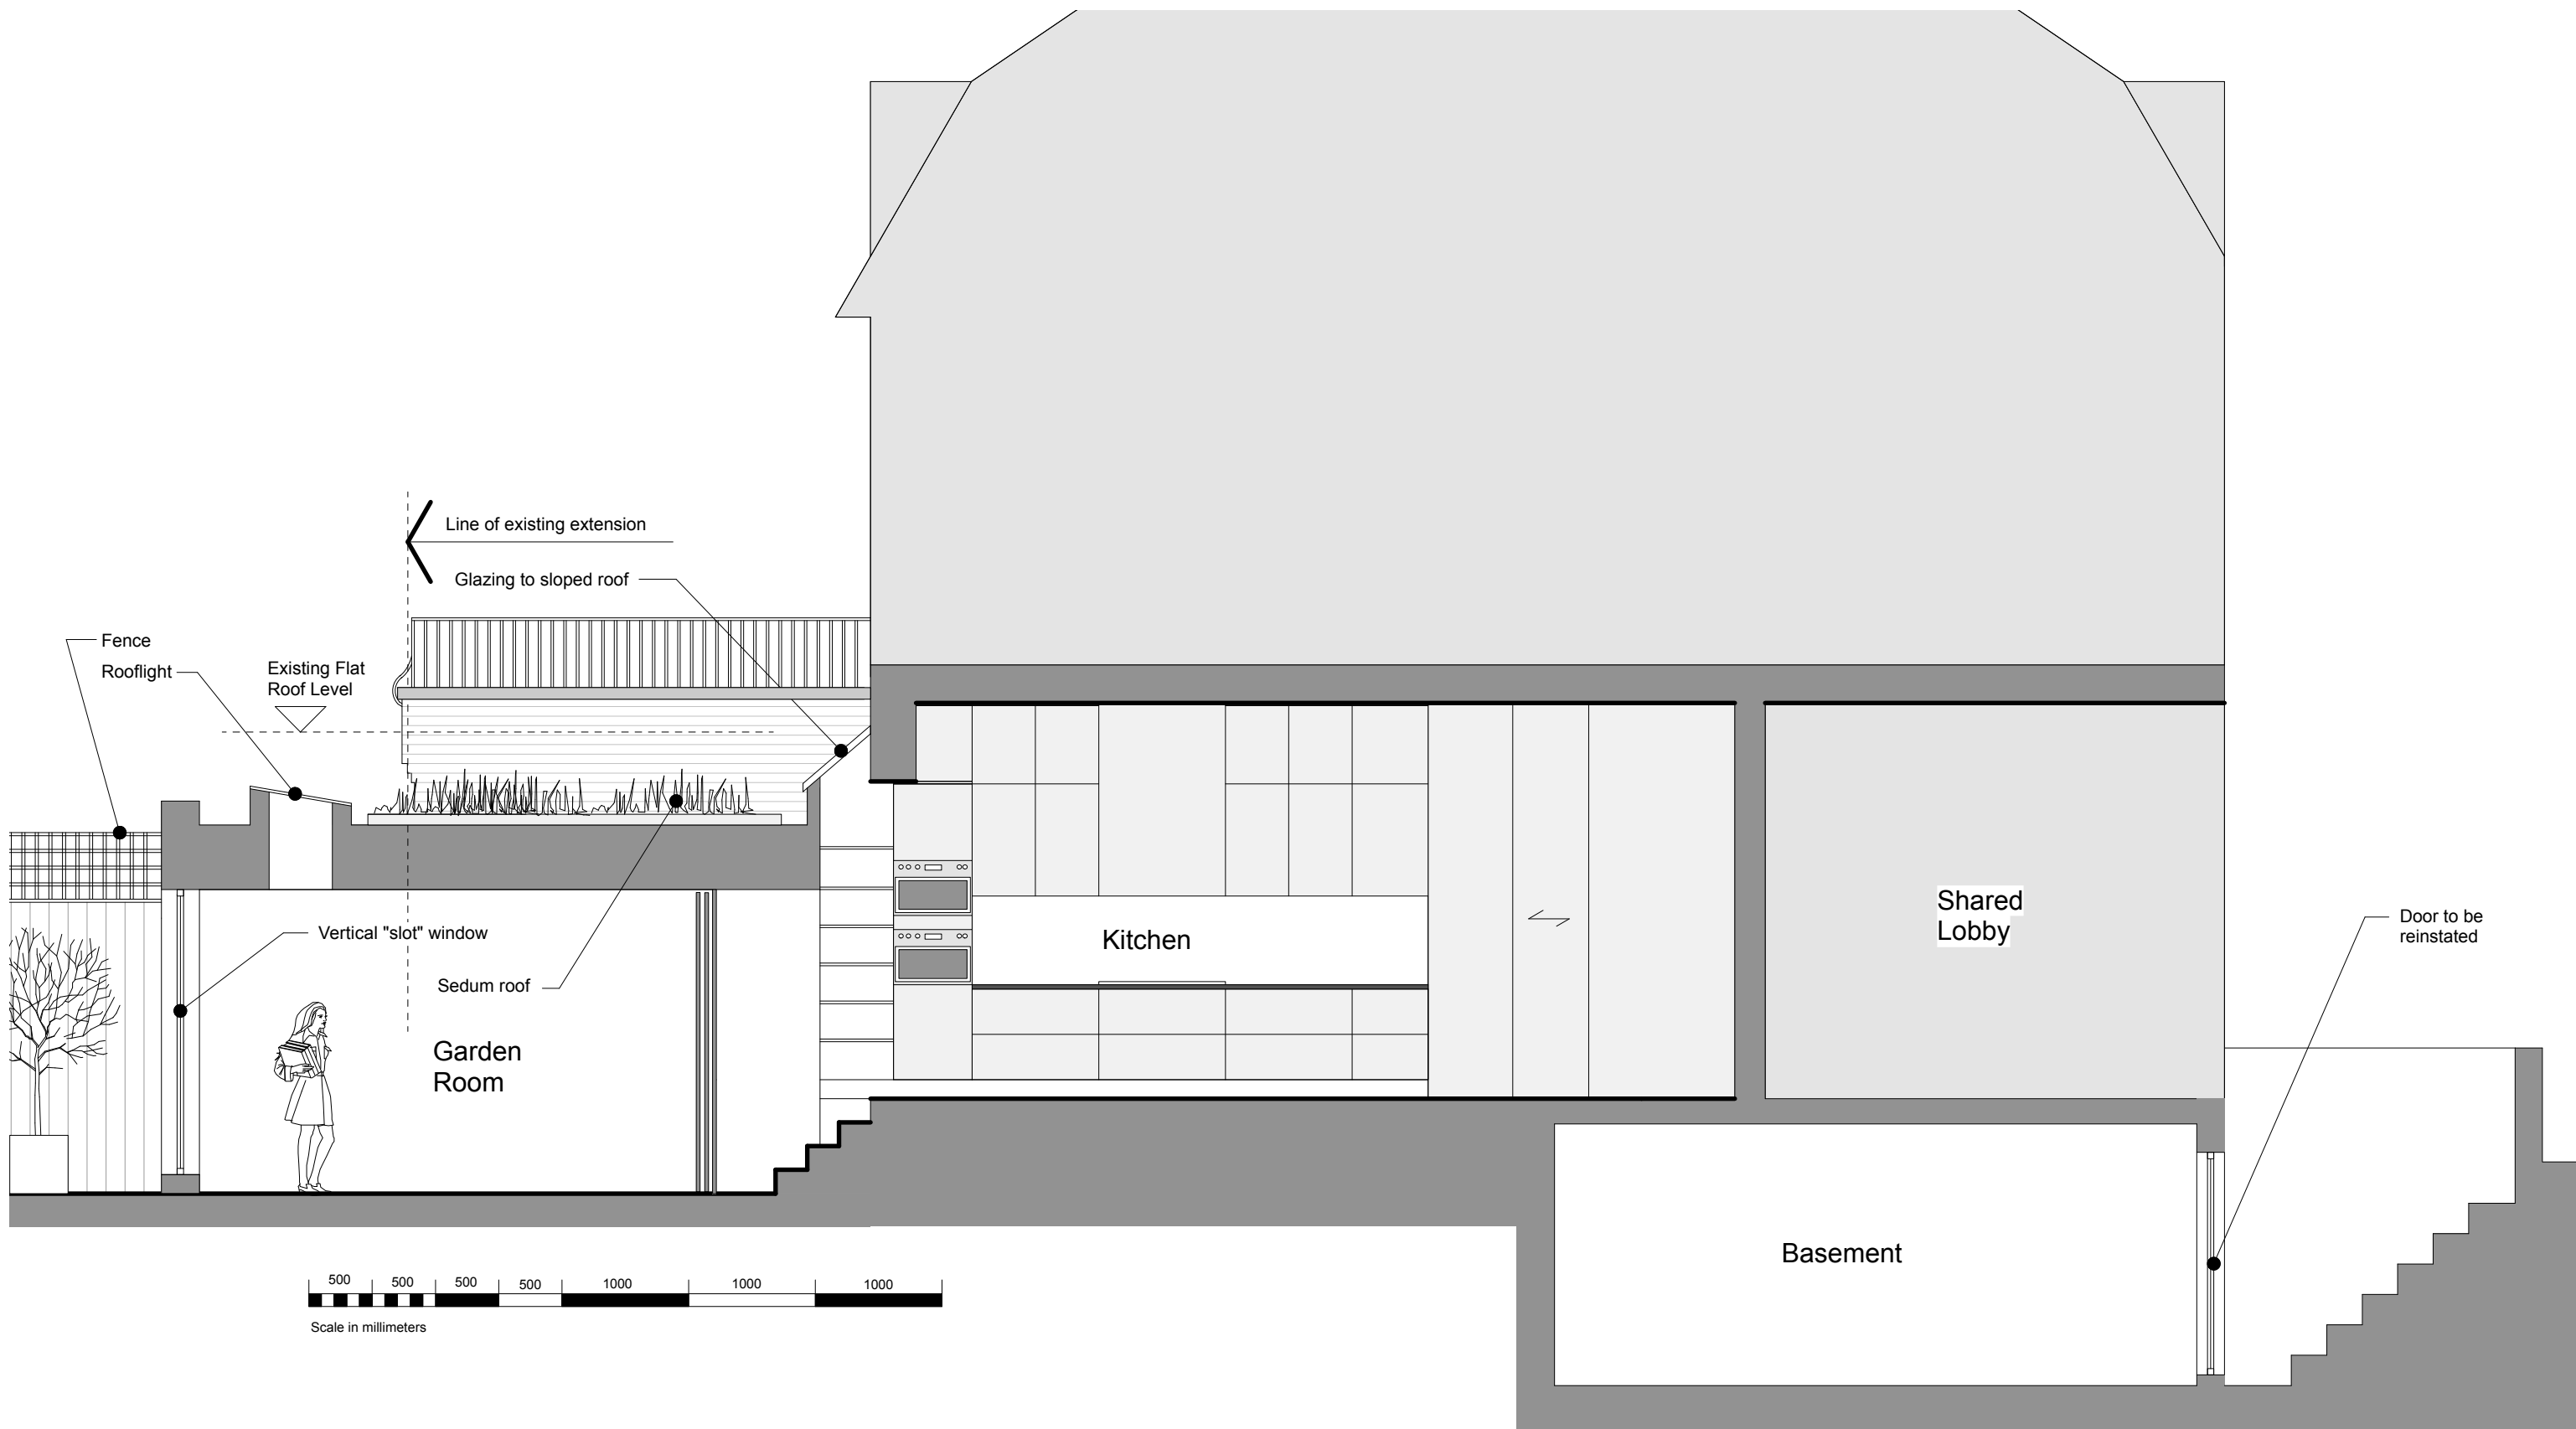 Line of existing extension
Glazing to sloped roof
Fence
Rooflight
Existing Flat
Roof Level
Vertical "slot" window
Sedum roof
Garden
Room
Kitchen
Shared
Lobby
Door to be
reinstated
Basement
500 500 500 500 1000 1000 1000
Scale in millimeters